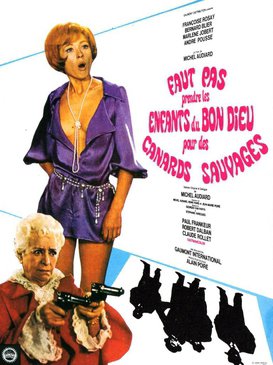 FRANÇOISE ROSAY
BERNARD BLIER
MARLÈNE JOBERT
ANDRÉ POUSSE
MICHEL AUDIARD
FAUT PAS
prendre les
ENFANTS du BON DIEU
pour des
CANARDS SAUVAGES
MICHEL AUDIARD
PAUL FRANKEUR
ROBERT DALBAN
CLAUDE ROLLET
GAUMONT INTERNATIONAL
ALAIN POIRÉ